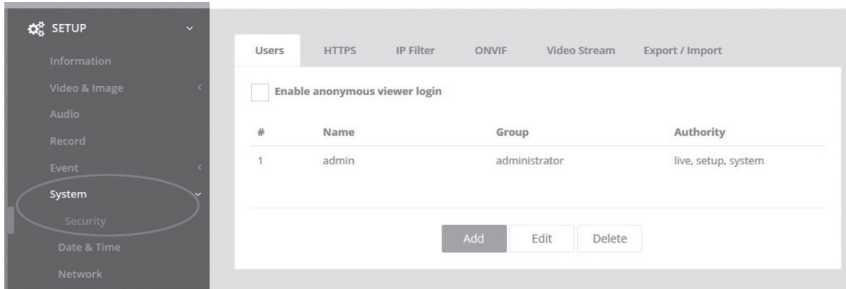 SETUP
Information
Video & Image
Audio
Record
Event
System
Security
Date & Time
Network
Users HTTPS IP Filter ONVIF Video Stream Export / Import
Enable anonymous viewer login
# Name Group Authority
1 admin administrator live, setup, system
Add Edit Delete